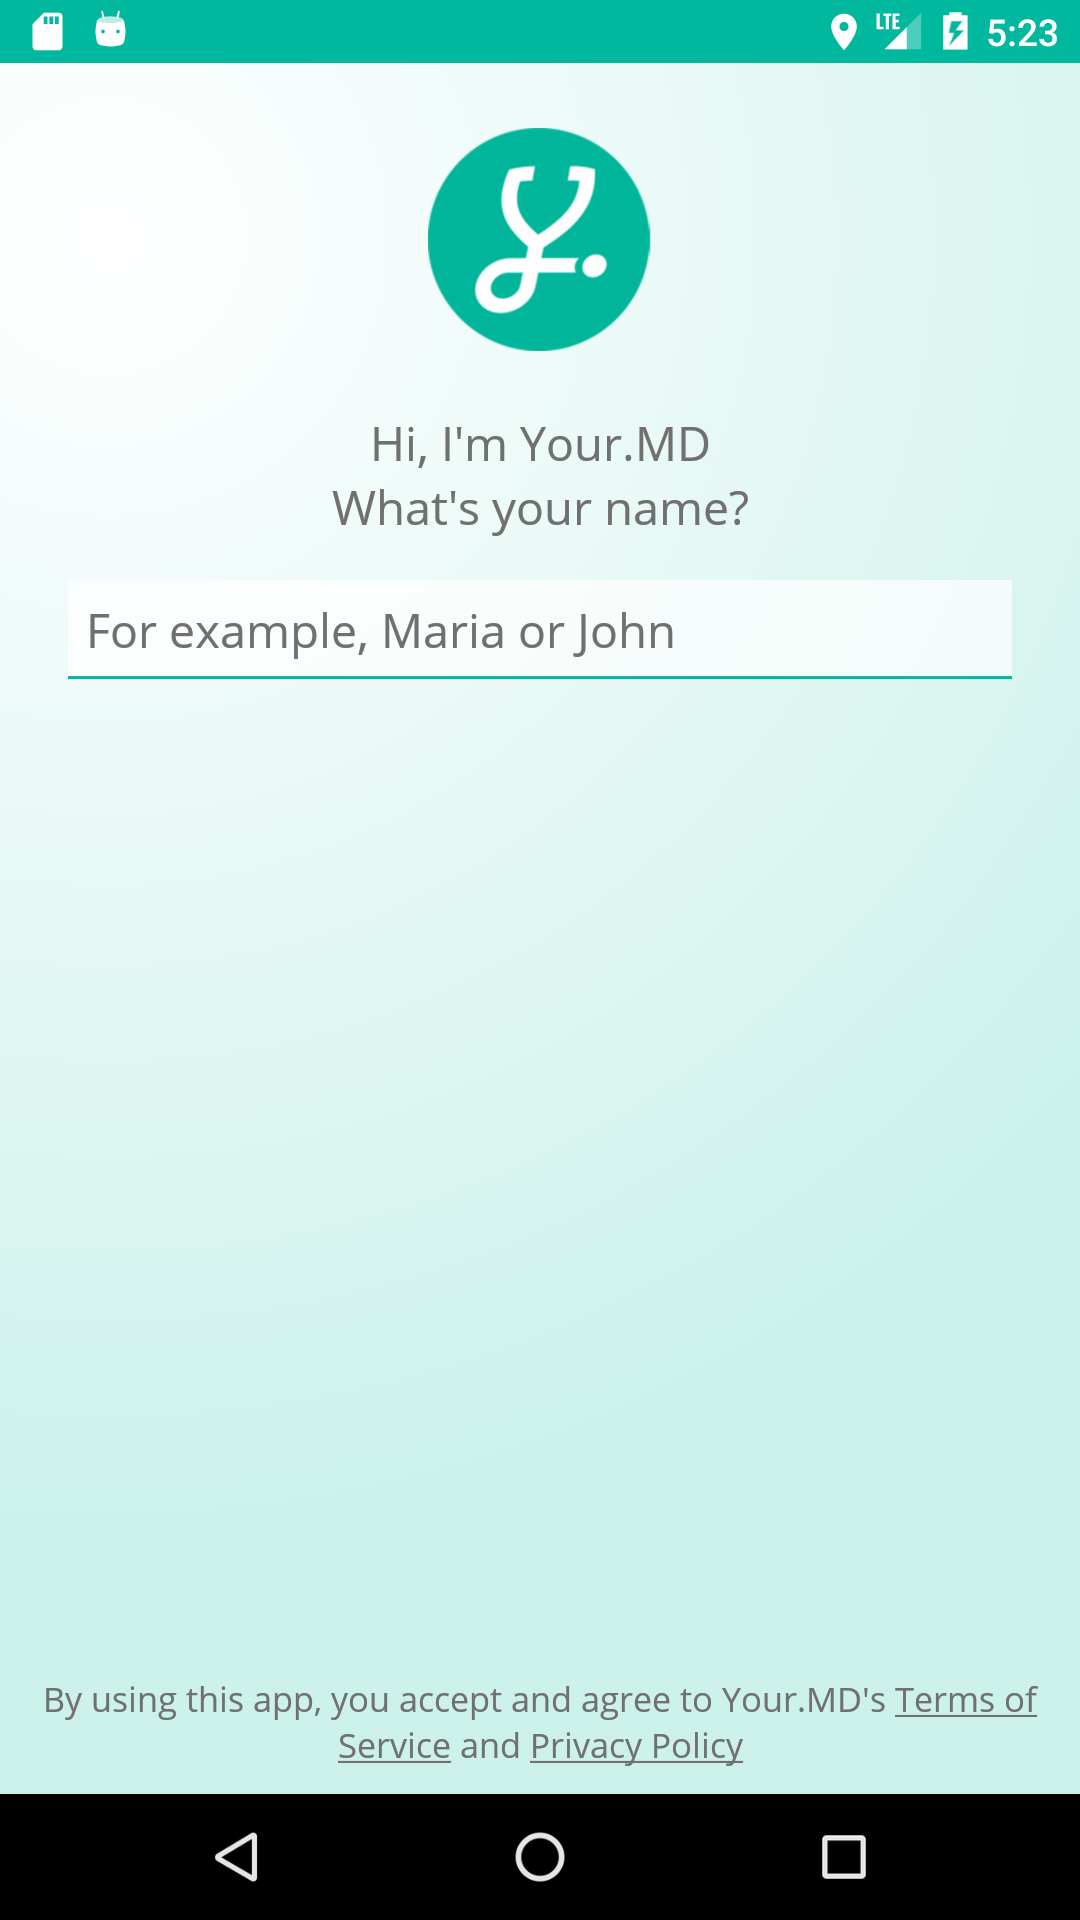 LTE 5:23
Hi, I'm Your.MD
What's your name?
For example, Maria or John
By using this app, you accept and agree to Your.MD's Terms of
Service and Privacy Policy